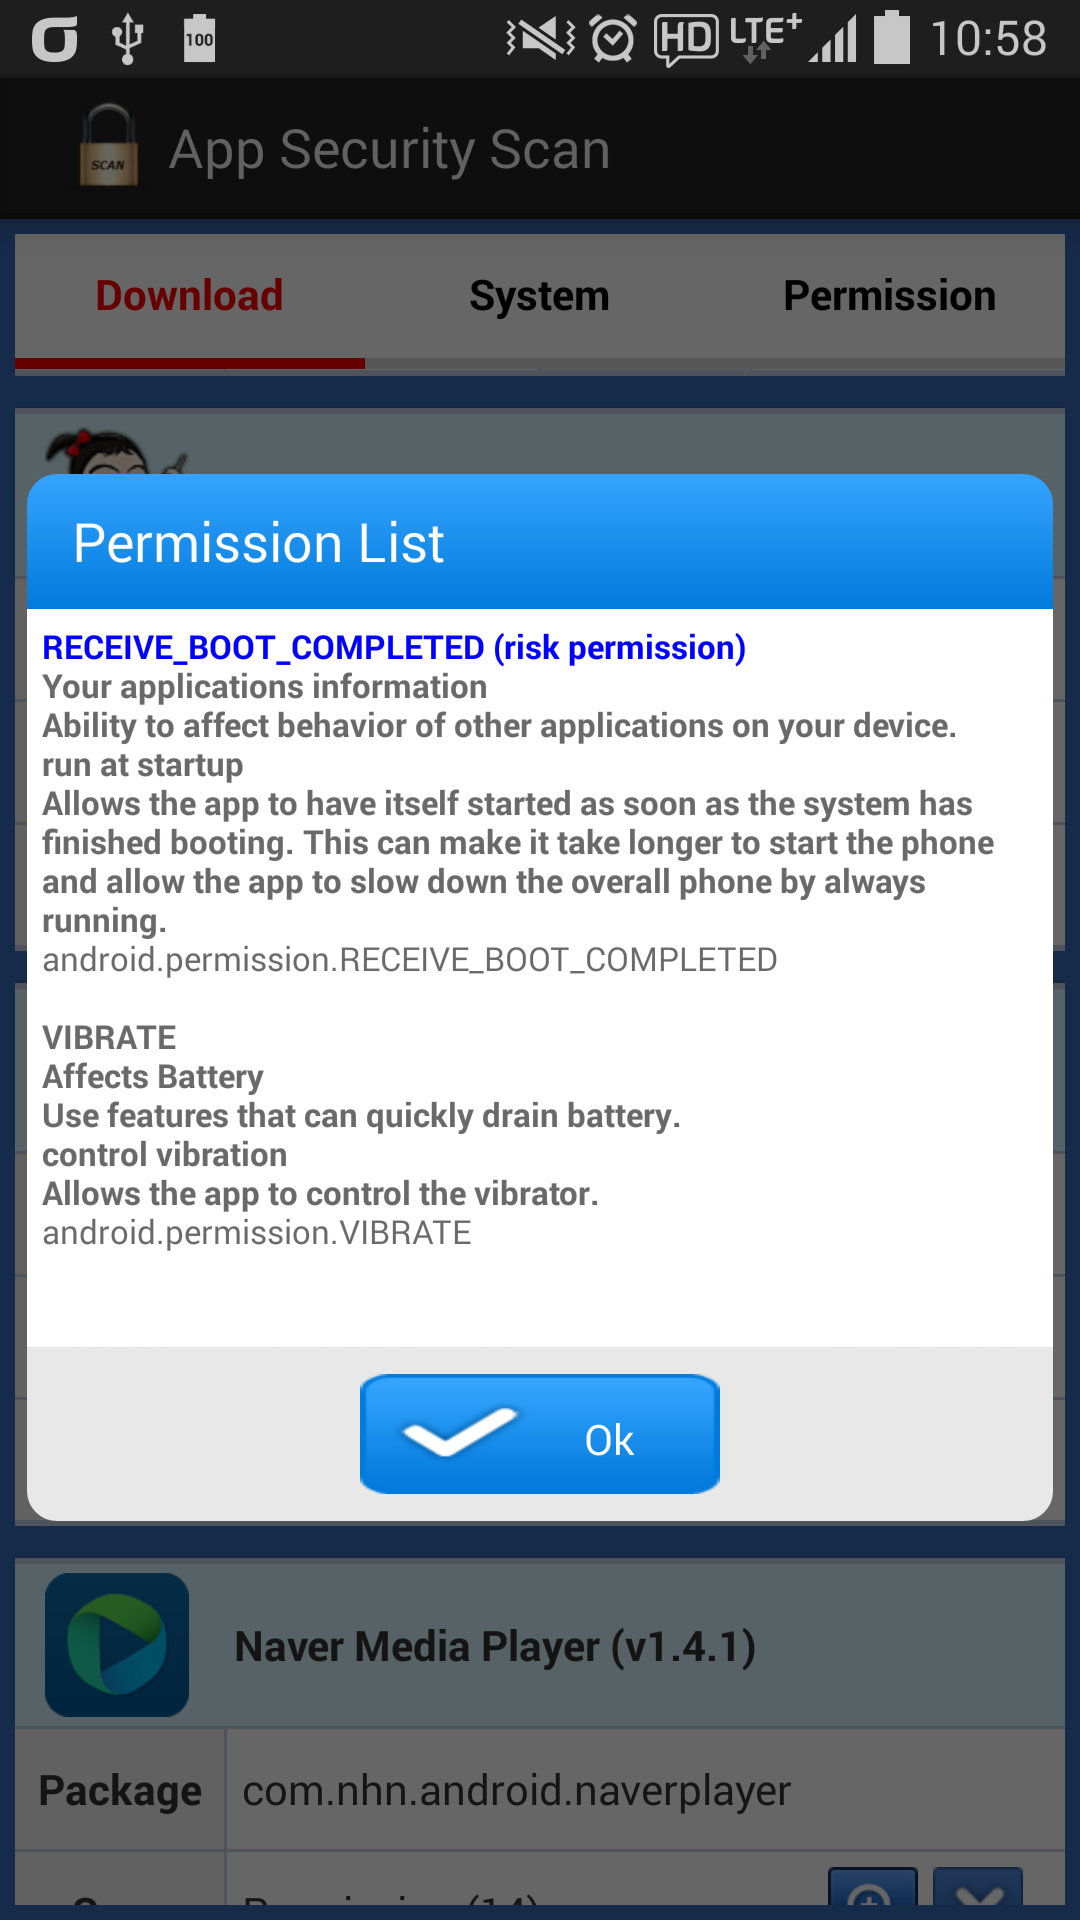 100
HD
LTE+
10:58
SCAN
App Security Scan
Download
System
Permission
Permission List
RECEIVE_BOOT_COMPLETED (risk permission)
Your applications information
Ability to affect behavior of other applications on your device.
run at startup
Allows the app to have itself started as soon as the system has
finished booting. This can make it take longer to start the phone
and allow the app to slow down the overall phone by always
running.
android.permission.RECEIVE_BOOT_COMPLETED
VIBRATE
Affects Battery
Use features that can quickly drain battery.
control vibration
Allows the app to control the vibrator.
android.permission.VIBRATE
Ok
Naver Media Player (v1.4.1)
Package
com.nhn.android.naverplayer